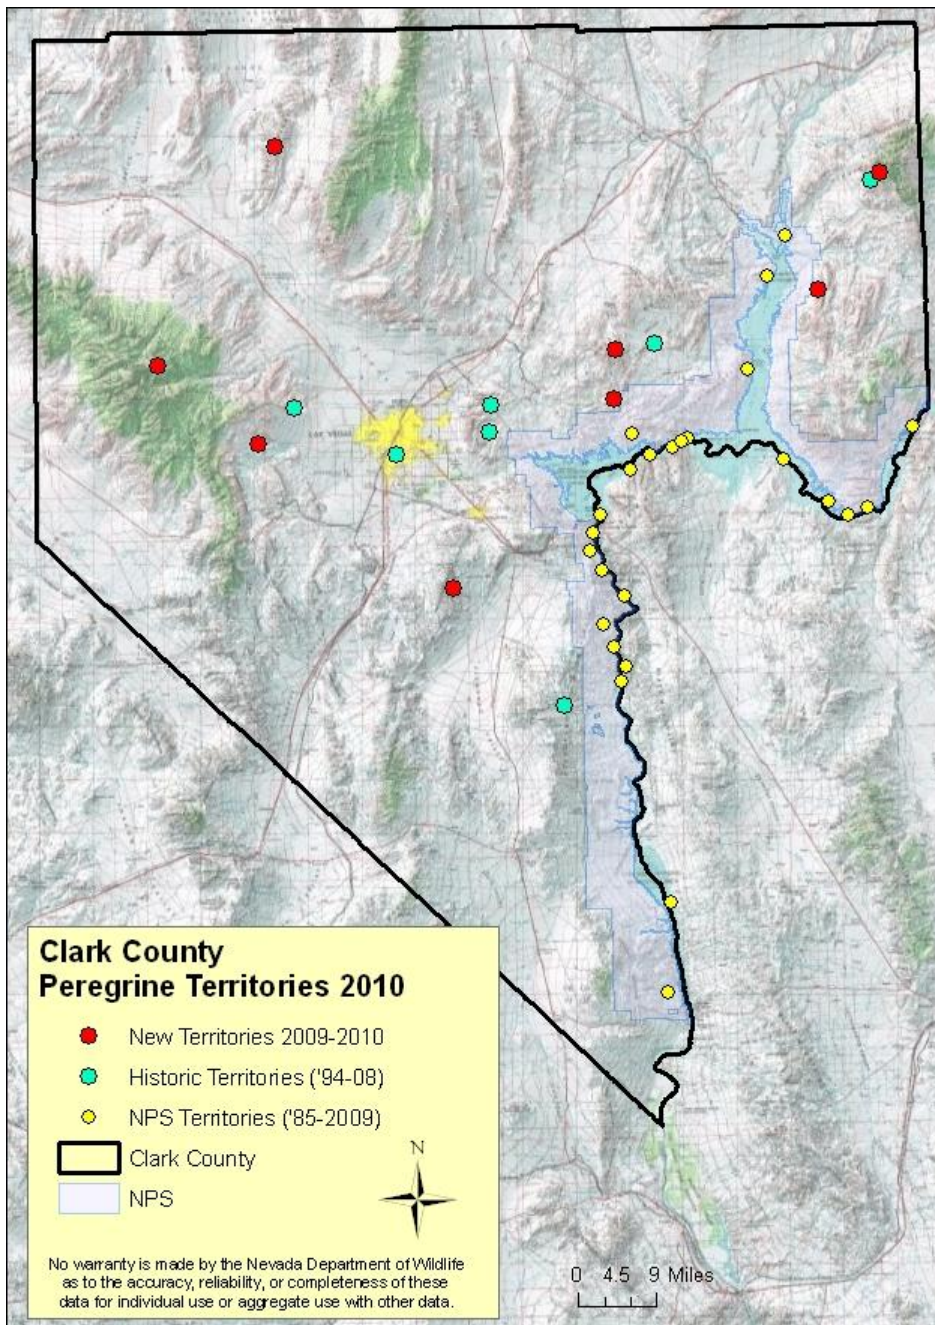 LAS VEGAS
Clark County
Peregrine Territories 2010
New Territories 2009-2010
Historic Territories ('94-08)
NPS Territories ('85-2009)
Clark County
NPS
N
No warranty is made by the Nevada Department of Wildlife
as to the accuracy, reliability, or completeness of these
data for individual use or aggregate use with other data.
0 4.5 9 Miles